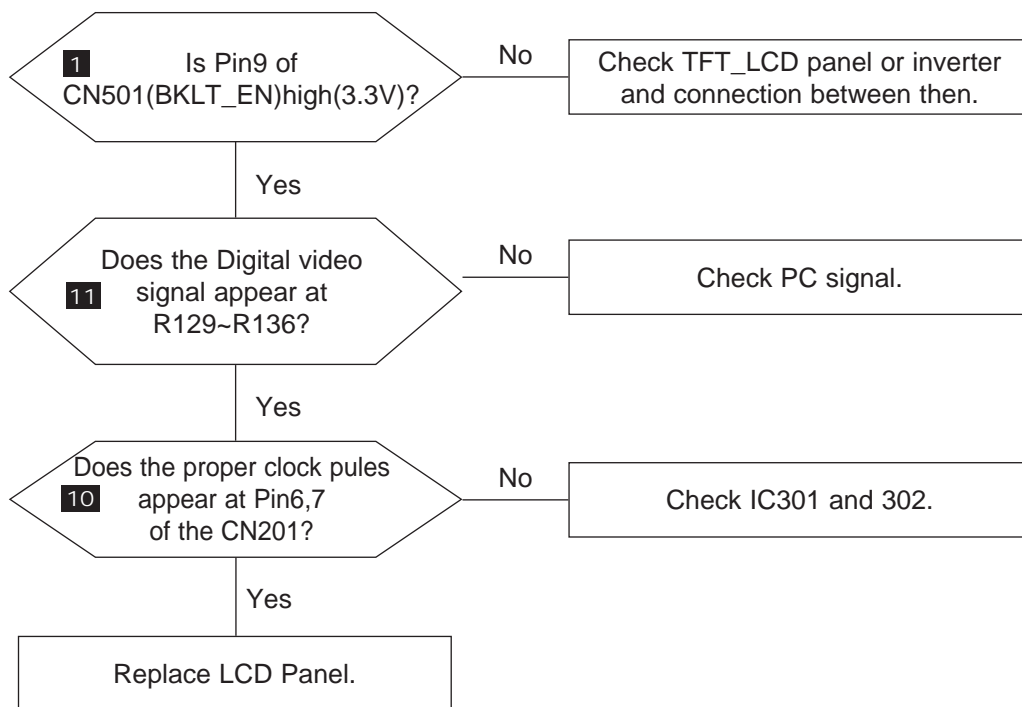 1
Is Pin9 of
CN501(BKLT_EN)high(3.3V)?
No
Check TFT_LCD panel or inverter
and connection between then.
Yes
Does the Digital video
11
signal appear at
R129~R136?
No
Check PC signal.
Yes
Does the proper clock pules
10
appear at Pin6,7
of the CN201?
No
Check IC301 and 302.
Yes
Replace LCD Panel.